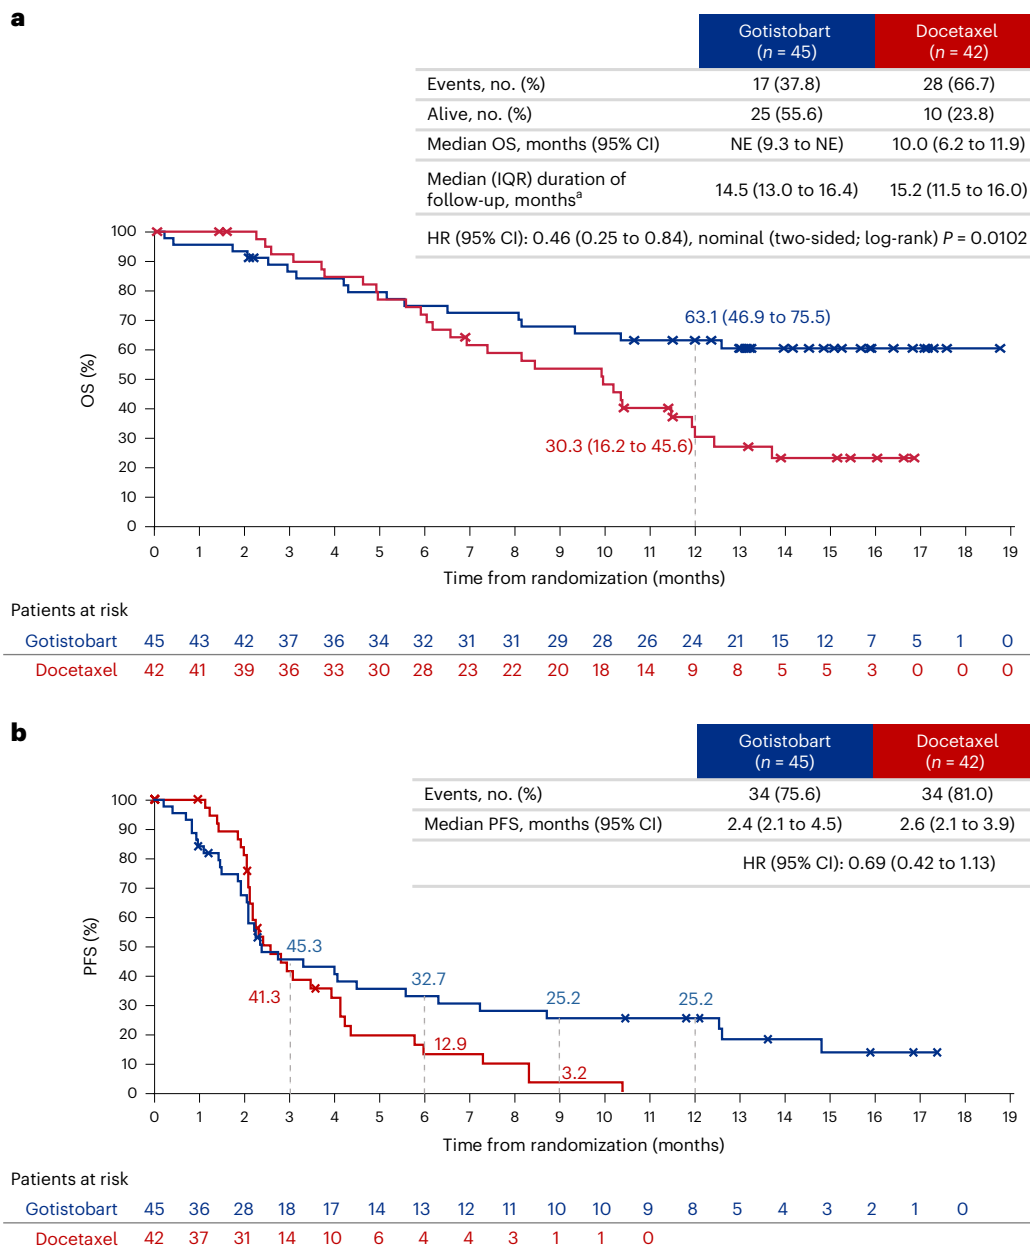 a
Gotistobart Docetaxel
(n = 45) (n = 42)
Events, no. (%) 17 (37.8) 28 (66.7)
Alive, no. (%) 25 (55.6) 10 (23.8)
Median OS, months (95% CI) NE (9.3 to NE) 10.0 (6.2 to 11.9)
Median (IQR) duration of
follow-up, monthsᵃ 14.5 (13.0 to 16.4) 15.2 (11.5 to 16.0)
HR (95% CI): 0.46 (0.25 to 0.84), nominal (two-sided; log-rank) P = 0.0102
100
90
80
70
60
50
40
30
20
10
0
OS (%)
63.1 (46.9 to 75.5)
30.3 (16.2 to 45.6)
0 1 2 3 4 5 6 7 8 9 10 11 12 13 14 15 16 17 18 19
Time from randomization (months)
Patients at risk
Gotistobart 45 43 42 37 36 34 32 31 31 29 28 26 24 21 15 12 7 5 1 0
Docetaxel 42 41 39 36 33 30 28 23 22 20 18 14 9 8 5 5 3 0 0 0
b
Gotistobart Docetaxel
(n = 45) (n = 42)
Events, no. (%) 34 (75.6) 34 (81.0)
Median PFS, months (95% CI) 2.4 (2.1 to 4.5) 2.6 (2.1 to 3.9)
HR (95% CI): 0.69 (0.42 to 1.13)
100
90
80
70
60
50
40
30
20
10
0
PFS (%)
45.3
41.3
32.7
12.9
25.2
3.2
25.2
0 1 2 3 4 5 6 7 8 9 10 11 12 13 14 15 16 17 18 19
Time from randomization (months)
Patients at risk
Gotistobart 45 36 28 18 17 14 13 12 11 10 10 9 8 5 4 3 2 1 0
Docetaxel 42 37 31 14 10 6 4 4 3 1 1 0